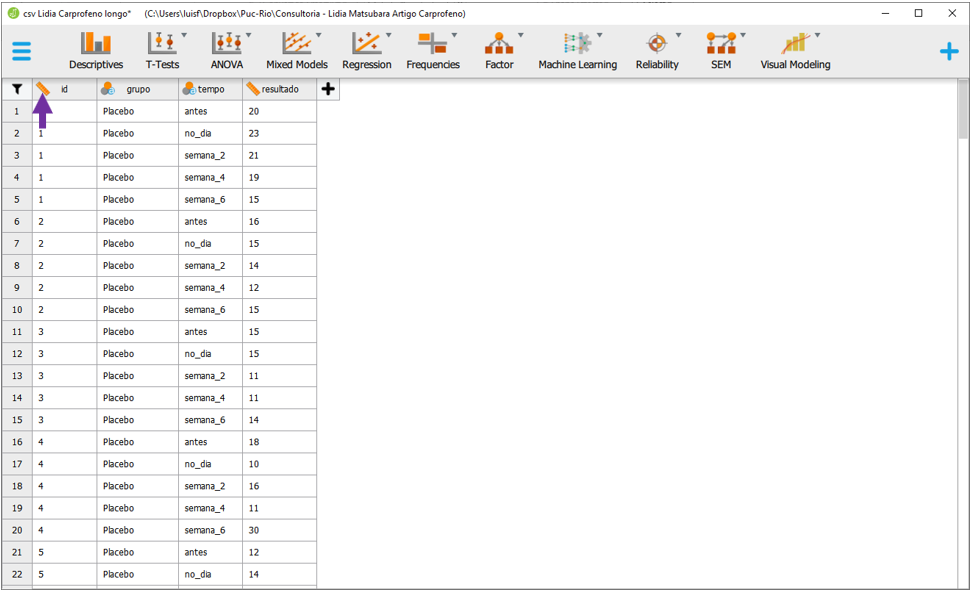 csv Lidia Carprofeno longo* (C:\Users\luisf\Dropbox\Puc-Rio\Consultoria - Lidia Matsubara Artigo Carprofeno)
Descriptives T-Tests ANOVA Mixed Models Regression Frequencies Factor Machine Learning Reliability SEM Visual Modeling
id grupo tempo resultado
1 Placebo antes 20
2 1 Placebo no_dia 23
3 1 Placebo semana_2 21
4 1 Placebo semana_4 19
5 1 Placebo semana_6 15
6 2 Placebo antes 16
7 2 Placebo no_dia 15
8 2 Placebo semana_2 14
9 2 Placebo semana_4 12
10 2 Placebo semana_6 15
11 3 Placebo antes 15
12 3 Placebo no_dia 15
13 3 Placebo semana_2 11
14 3 Placebo semana_4 11
15 3 Placebo semana_6 14
16 4 Placebo antes 18
17 4 Placebo no_dia 10
18 4 Placebo semana_2 16
19 4 Placebo semana_4 11
20 4 Placebo semana_6 30
21 5 Placebo antes 12
22 5 Placebo no_dia 14